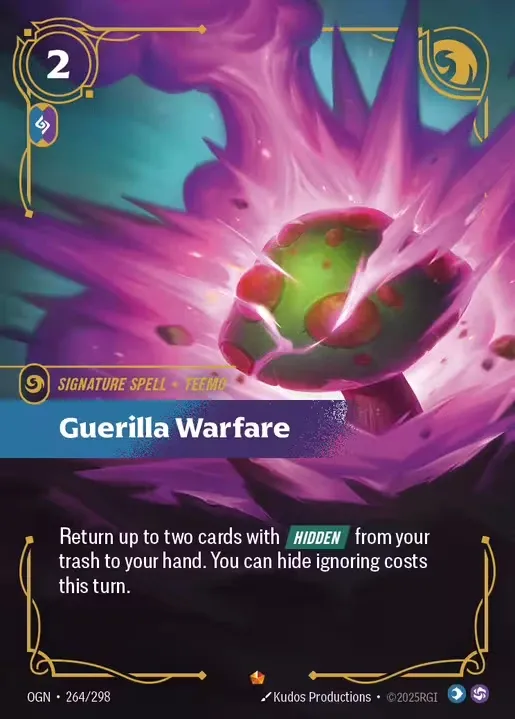 2
SIGNATURE SPELL • TEEMO
Guerilla Warfare
Return up to two cards with HIDDEN from your
trash to your hand. You can hide ignoring costs
this turn.
OGN • 264/298
Kudos Productions • ©2025RGI